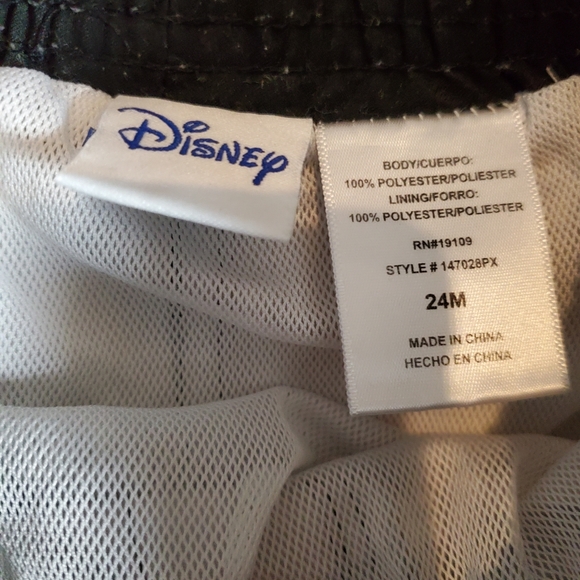 Disney
BODY/CUERPO:
100% POLYESTER/POLIESTER
LINING/FORRO:
100% POLYESTER/POLIESTER
RN#19109
STYLE # 147028PX
24M
MADE IN CHINA
HECHO EN CHINA